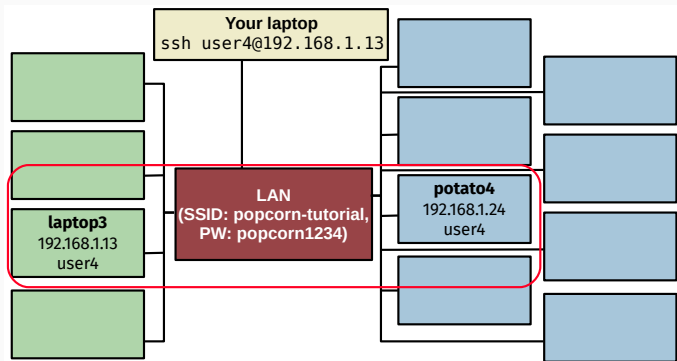 Your laptop
ssh user4@192.168.1.13
LAN
(SSID: popcorn-tutorial,
PW: popcorn1234)
laptop3
192.168.1.13
user4
potato4
192.168.1.24
user4